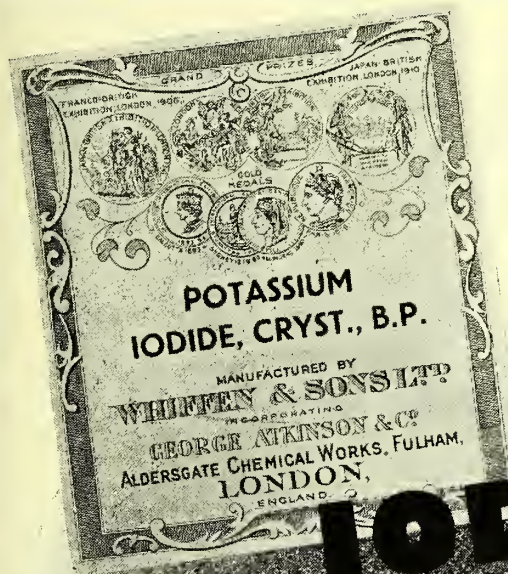 GRAND PRIZES
FRANCO-BRITISH
EXHIBITION, LONDON, 1908.
JAPAN-BRITISH
EXHIBITION, LONDON, 1910
GOLD
MEDALS
POTASSIUM
IODIDE, CRYST., B.P.
MANUFACTURED BY
WHIFFEN & SONS LTD
INCORPORATING
GEORGE ATKINSON & CO
ALDERSGATE CHEMICAL WORKS, FULHAM,
LONDON,
ENGLAND